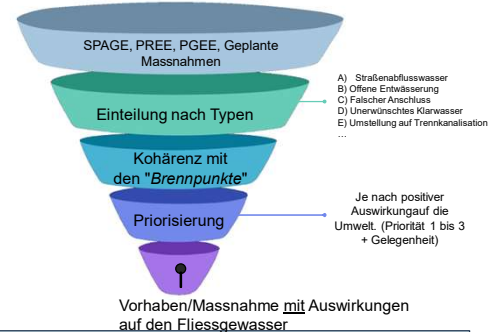 SPAGE, PREE, PGEE, Geplante
Massnahmen
Einteilung nach Typen
A) Straßenabflusswasser
B) Offene Entwässerung
C) Falscher Anschluss
D) Unerwünschtes Klarwasser
E) Umstellung auf Trennkanalisation
...
Kohärenz mit
den "Brennpunkte"
Priorisierung
Je nach positiver
Auswirkungauf die
Umwelt. (Priorität 1 bis 3
+ Gelegenheit)
Vorhaben/Massnahme mit Auswirkungen
auf den Fliessgewasser